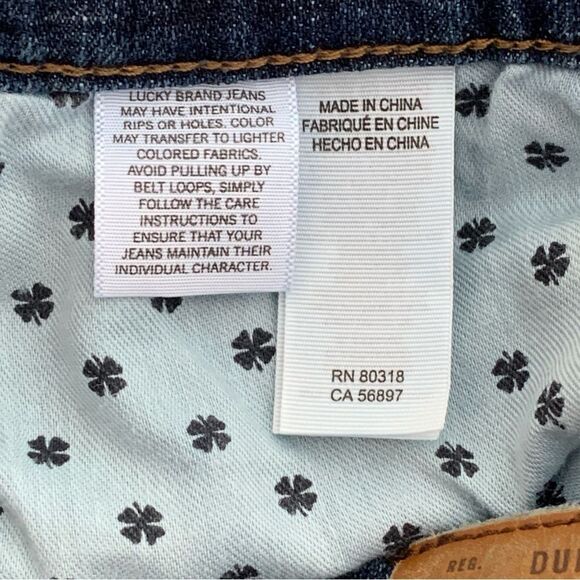 LUCKY BRAND JEANS
MAY HAVE INTENTIONAL
RIPS OR HOLES. COLOR
MAY TRANSFER TO LIGHTER
COLORED FABRICS.
AVOID PULLING UP BY
BELT LOOPS, SIMPLY
FOLLOW THE CARE
INSTRUCTIONS TO
ENSURE THAT YOUR
JEANS MAINTAIN THEIR
INDIVIDUAL CHARACTER.
MADE IN CHINA
FABRIQUÉ EN CHINE
HECHO EN CHINA
RN 80318
CA 56897
REG.